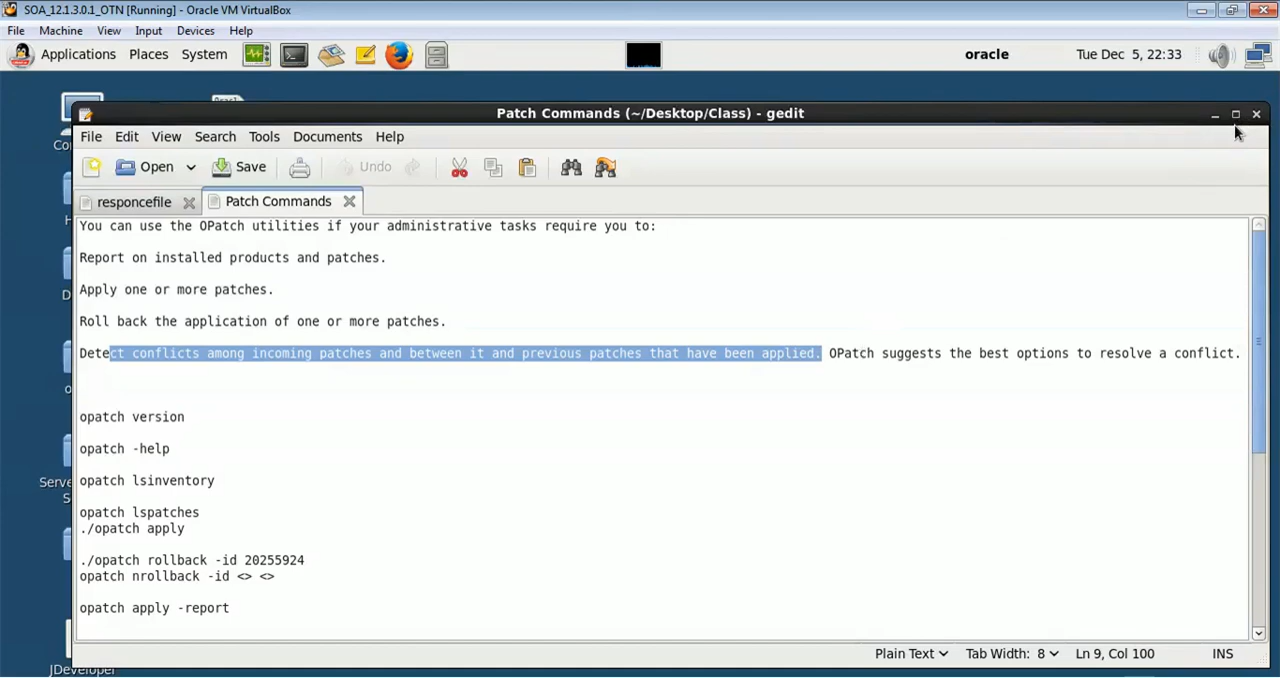 SOA_12.1.3.0.1_OTN [Running] - Oracle VM VirtualBox
File Machine View Input Devices Help
Applications Places System oracle Tue Dec 5, 22:33
Patch Commands (~/Desktop/Class) - gedit
File Edit View Search Tools Documents Help
Open Save Undo
responcefile Patch Commands
You can use the OPatch utilities if your administrative tasks require you to:
Report on installed products and patches.
Apply one or more patches.
Roll back the application of one or more patches.
Detect conflicts among incoming patches and between it and previous patches that have been applied. OPatch suggests the best options to resolve a conflict.
opatch version
opatch -help
opatch lsinventory
opatch lspatches
./opatch apply
./opatch rollback -id 20255924
opatch nrollback -id <> <>
opatch apply -report
Plain Text Tab Width: 8 Ln 9, Col 100 INS
JDeveloper